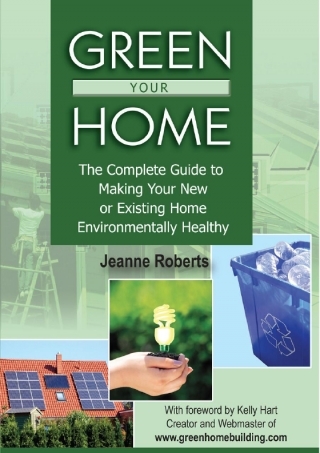 GREEN
YOUR
HOME
The Complete Guide to
Making Your New
or Existing Home
Environmentally Healthy
Jeanne Roberts
With foreword by Kelly Hart
Creator and Webmaster of
www.greenhomebuilding.com